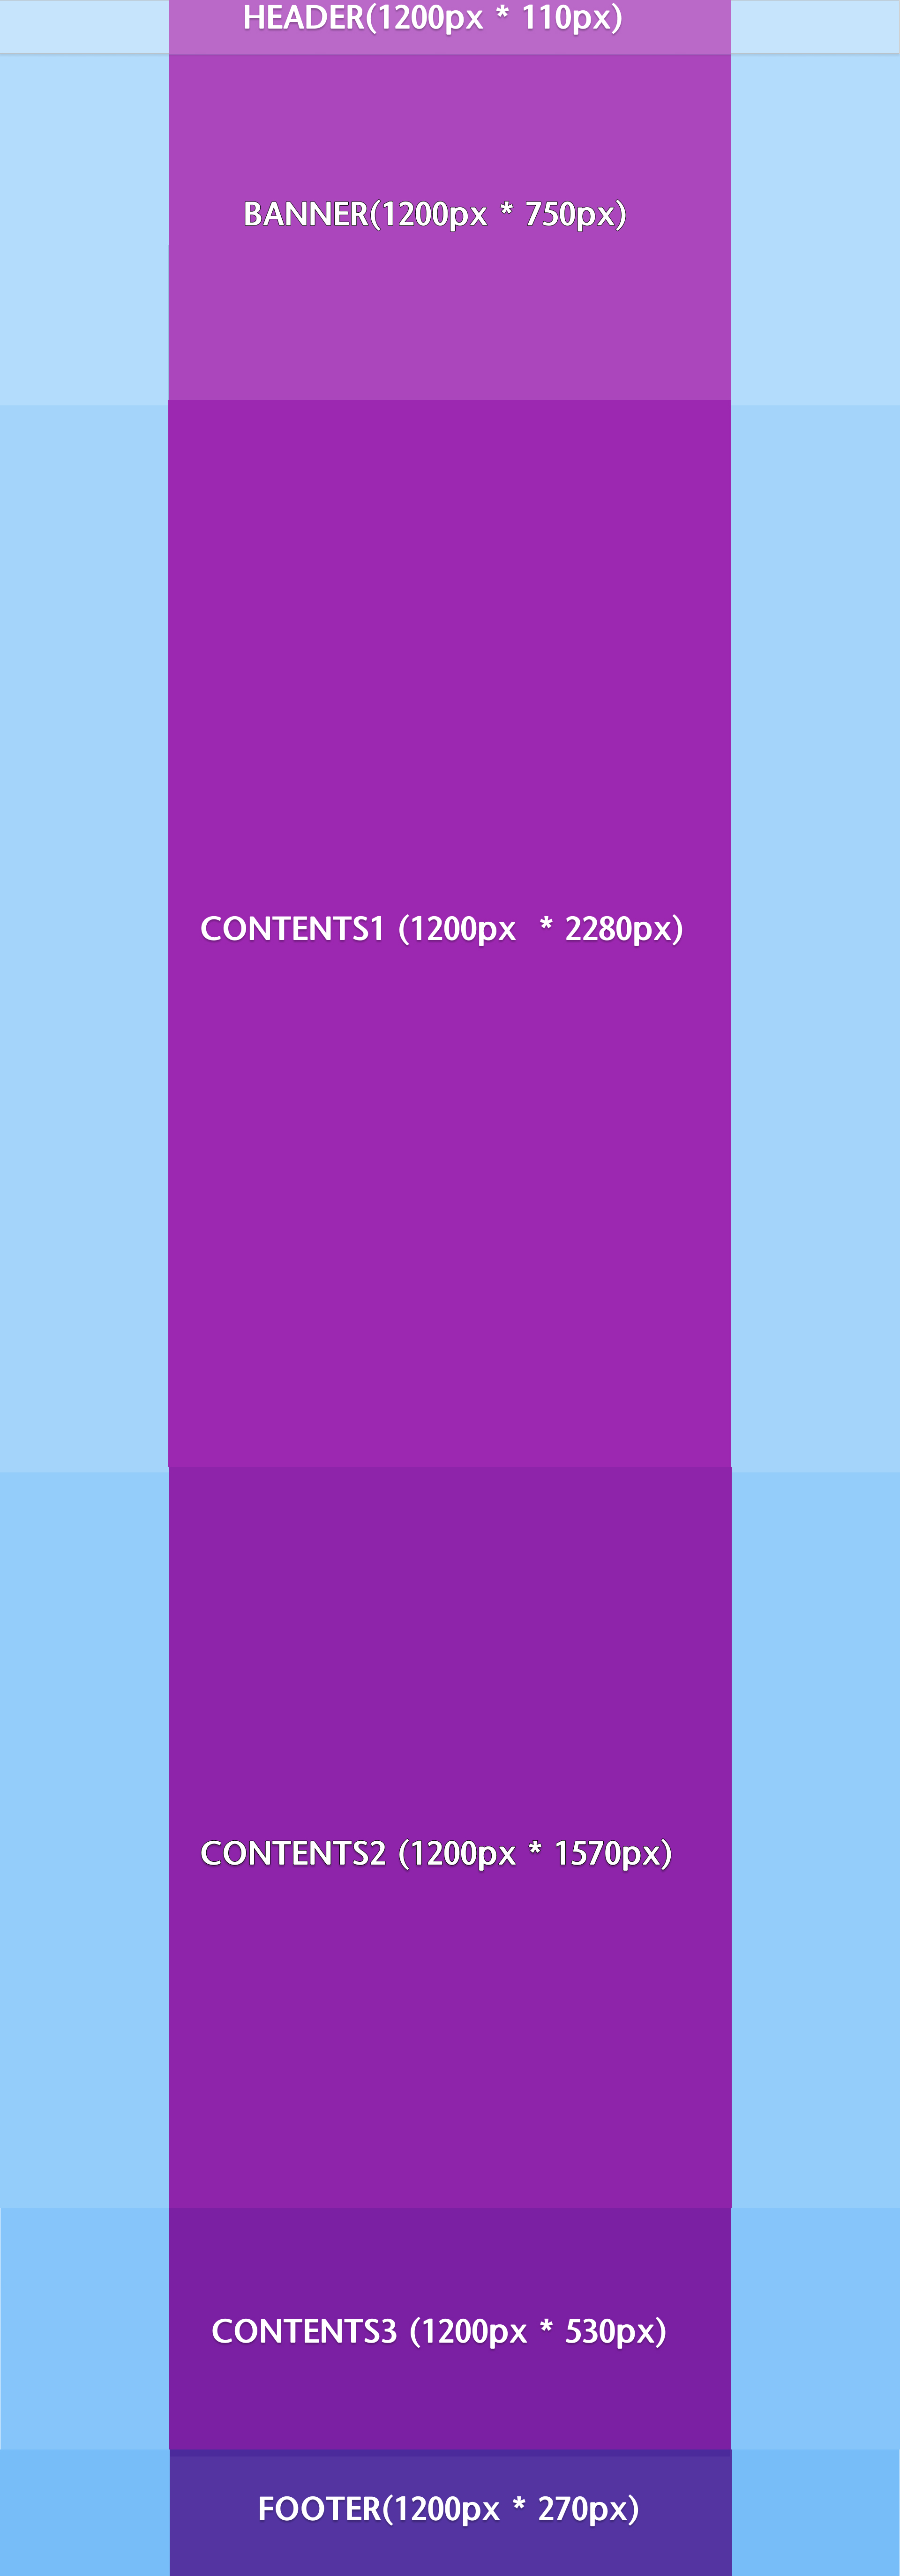 HEADER(1200px * 110px)
BANNER(1200px * 750px)
CONTENTS1 (1200px  * 2280px)
CONTENTS2 (1200px * 1570px)
CONTENTS3 (1200px * 530px)
FOOTER(1200px * 270px)